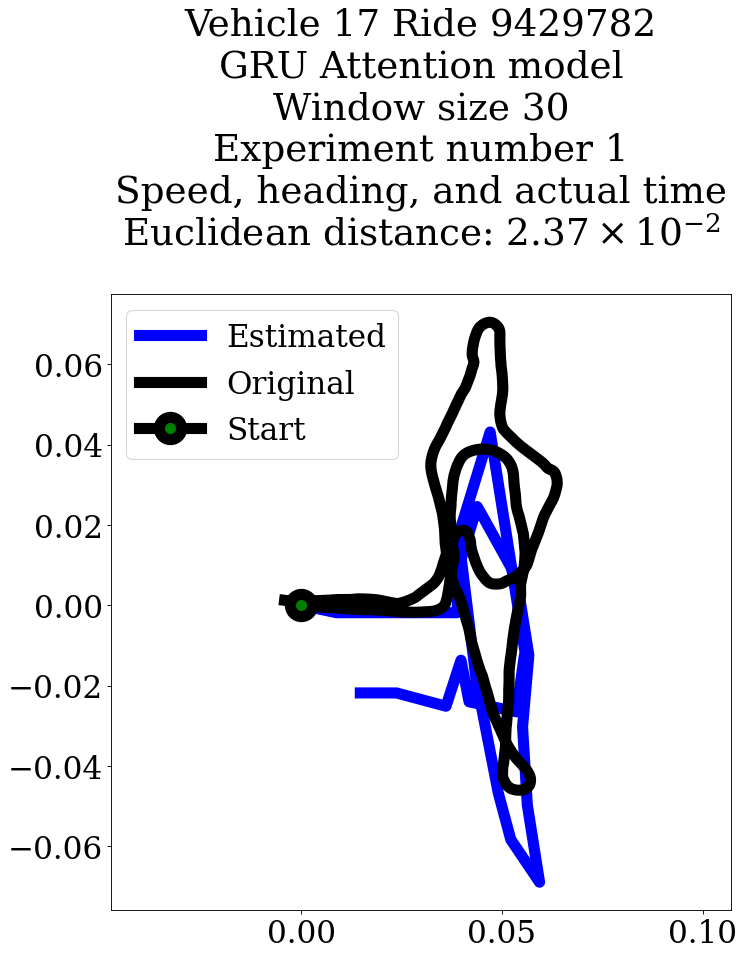 Vehicle 17 Ride 9429782
GRU Attention model
Window size 30
Experiment number 1
Speed, heading, and actual time
Euclidean distance: 2.37 × 10⁻²
Estimated
Original
Start
0.06
0.04
0.02
0.00
−0.02
−0.04
−0.06
0.00 0.05 0.10